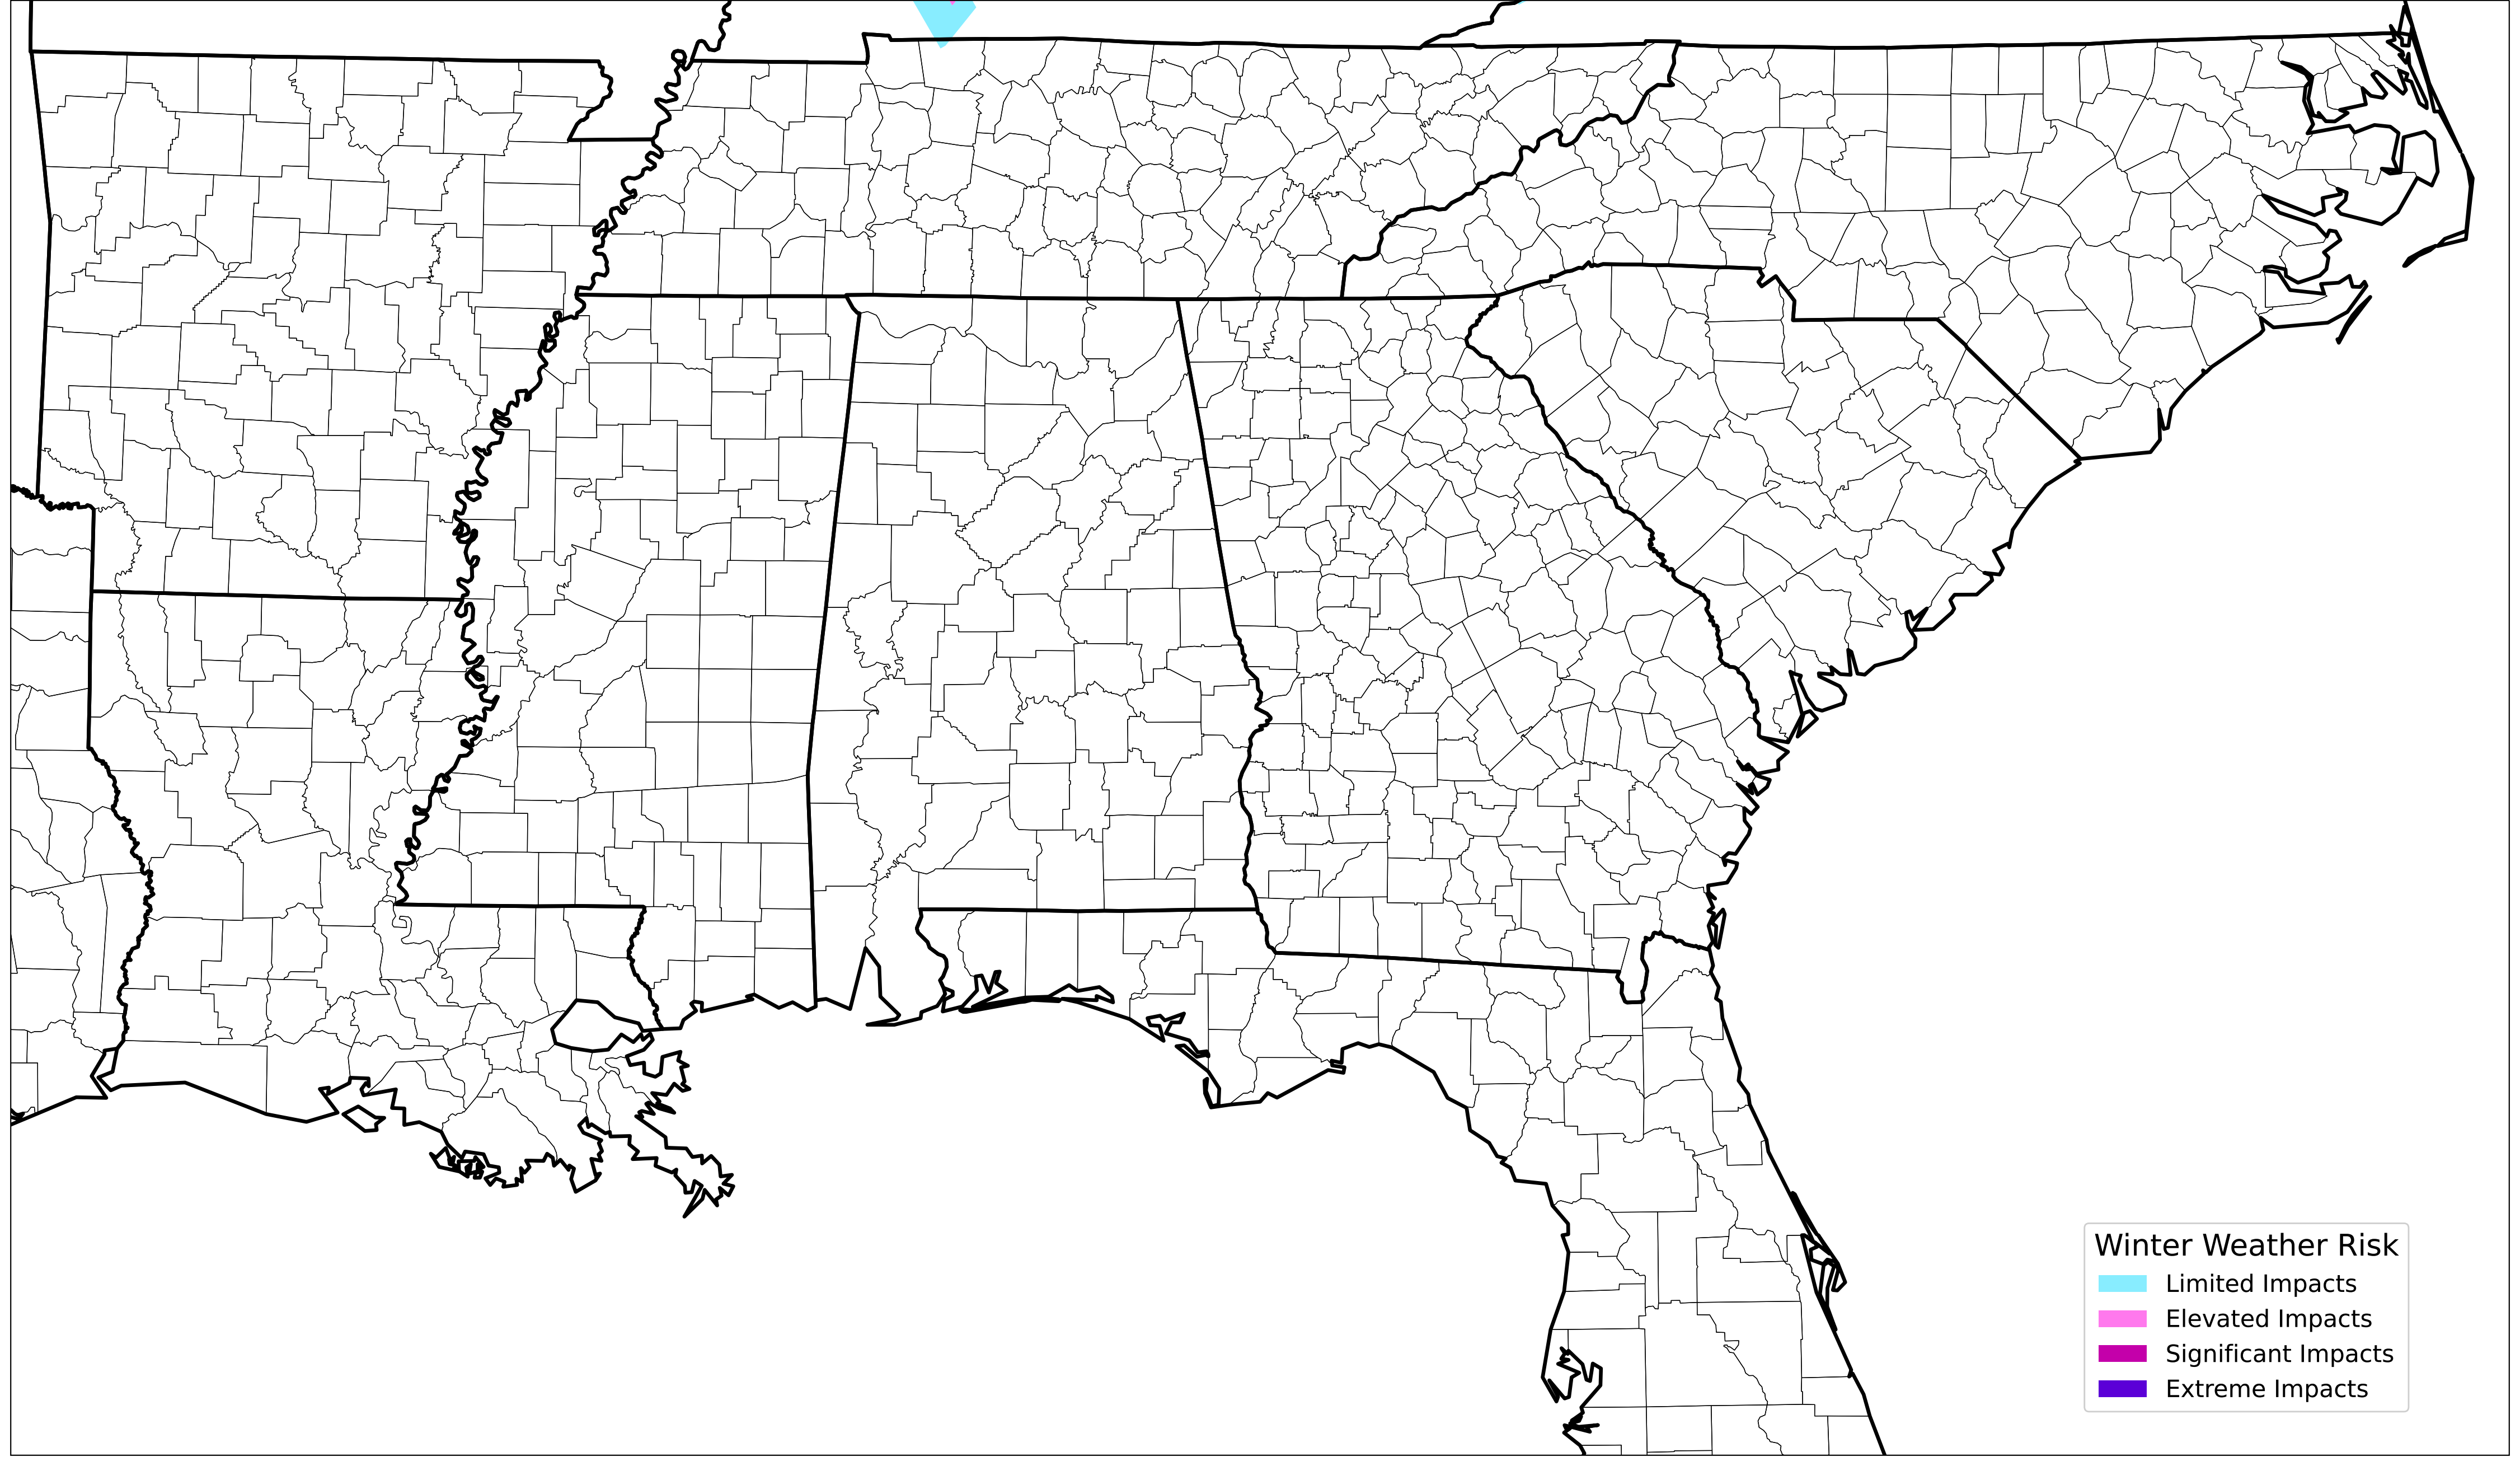 Winter Weather Risk
Limited Impacts
Elevated Impacts
Significant Impacts
Extreme Impacts